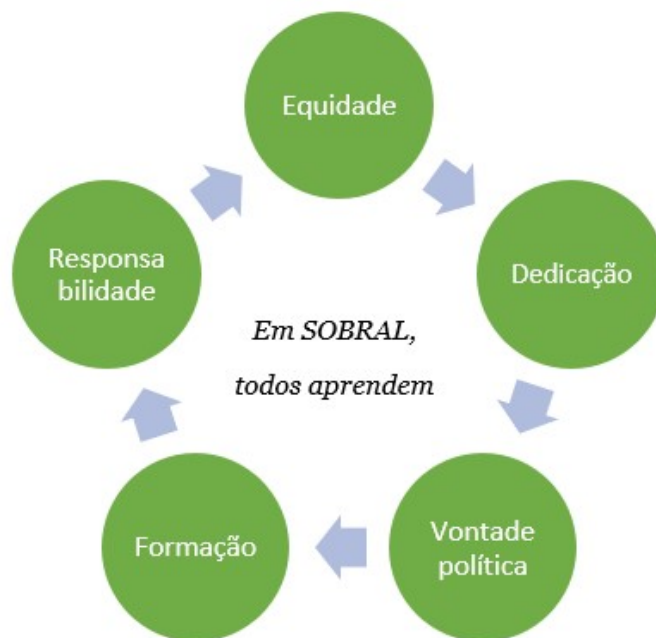 Equidade
Dedicação
Vontade
política
Formação
Responsa
bilidade
Em SOBRAL,
todos aprendem